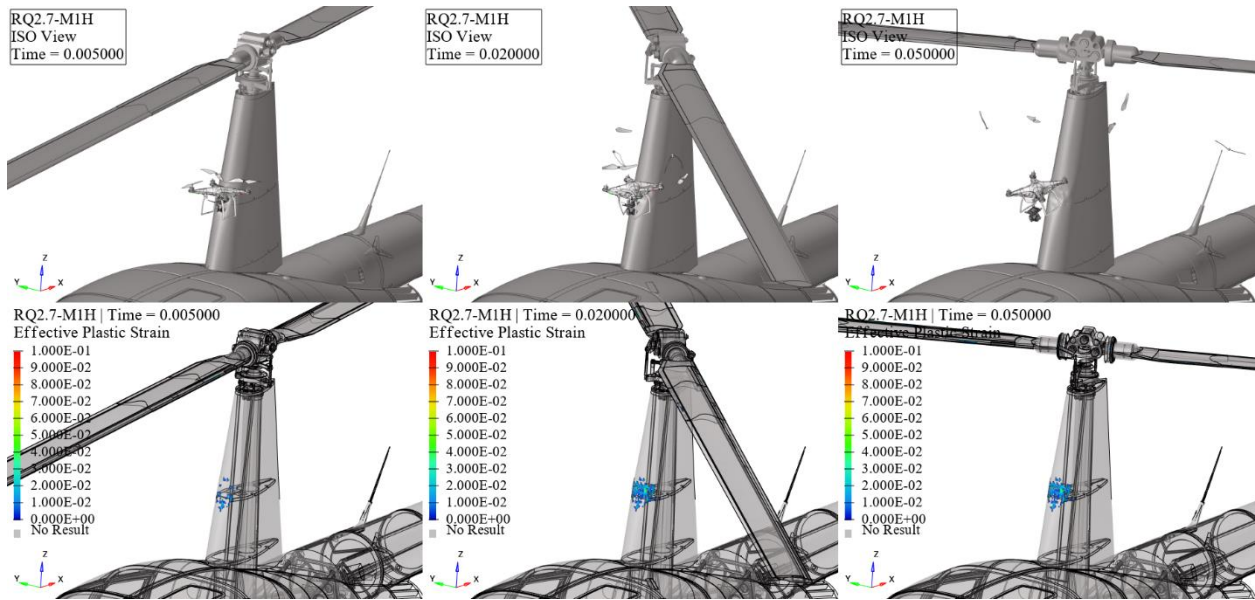 RQ2.7-M1H
ISO View
Time = 0.005000
Z
Y
X
RQ2.7-M1H
ISO View
Time = 0.020000
Z
Y
X
RQ2.7-M1H
ISO View
Time = 0.050000
Z
Y
X
RQ2.7-M1H | Time = 0.005000
Effective Plastic Strain
1.000E-01
9.000E-02
8.000E-02
7.000E-02
6.000E-02
5.000E-02
4.000E-02
3.000E-02
2.000E-02
1.000E-02
0.000E+00
No Result
Z
Y
X
RQ2.7-M1H | Time = 0.020000
Effective Plastic Strain
1.000E-01
9.000E-02
8.000E-02
7.000E-02
6.000E-02
5.000E-02
4.000E-02
3.000E-02
2.000E-02
1.000E-02
0.000E+00
No Result
Z
Y
X
RQ2.7-M1H | Time = 0.050000
Effective Plastic Strain
1.000E-01
9.000E-02
8.000E-02
7.000E-02
6.000E-02
5.000E-02
4.000E-02
3.000E-02
2.000E-02
1.000E-02
0.000E+00
No Result
Z
Y
X